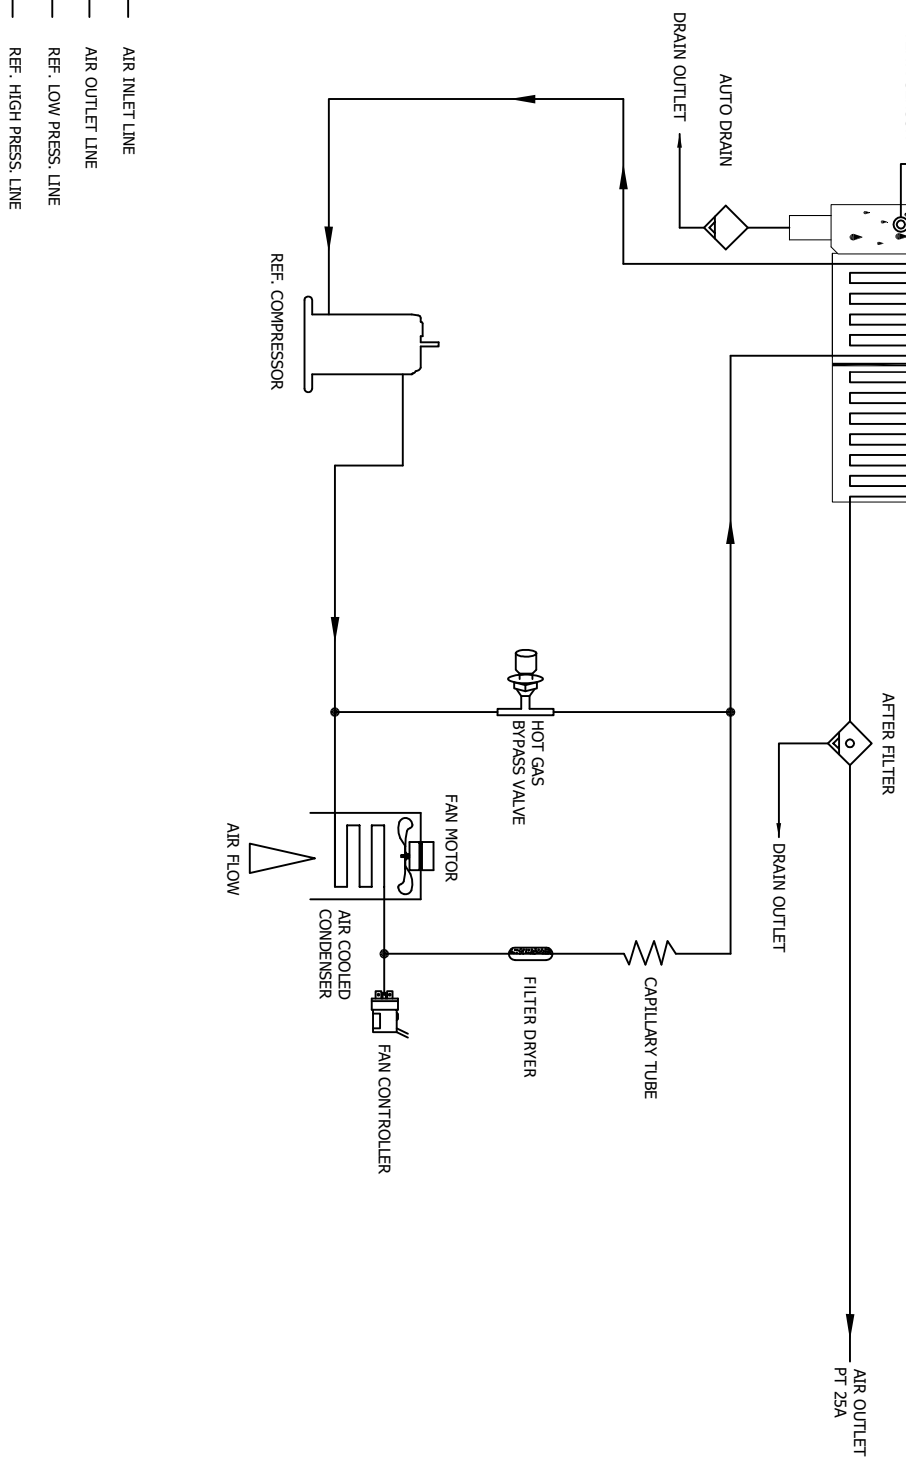 DRAIN OUTLET
AUTO DRAIN
AFTER FILTER
DRAIN OUTLET
AIR OUTLET
PT 25A
HOT GAS
BYPASS VALVE
CAPILLARY TUBE
FILTER DRYER
REF. COMPRESSOR
FAN MOTOR
AIR COOLED
CONDENSER
FAN CONTROLLER
AIR FLOW
AIR INLET LINE
AIR OUTLET LINE
REF. LOW PRESS. LINE
REF. HIGH PRESS. LINE